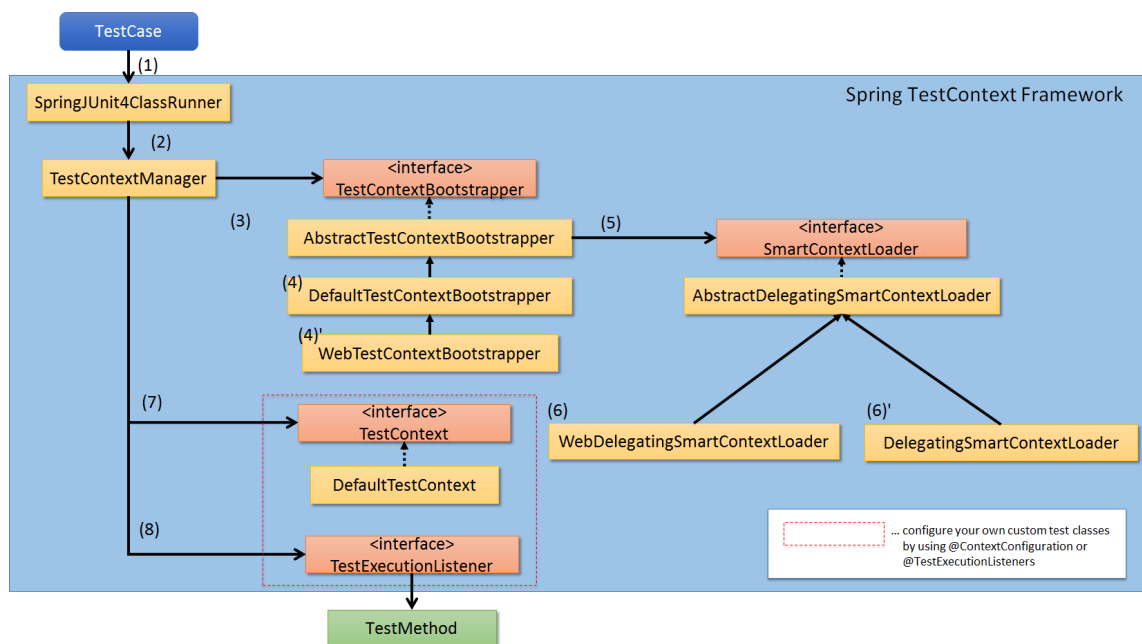 TestCase
(1)
Spring TestContext Framework
SpringJUnit4ClassRunner
(2)
TestContextManager
<interface>
TestContextBootstrapper
(3)
AbstractTestContextBootstrapper
(5)
<interface>
SmartContextLoader
(4)
DefaultTestContextBootstrapper
AbstractDelegatingSmartContextLoader
(4)'
WebTestContextBootstrapper
(7)
<interface>
TestContext
(6)
(6)'
WebDelegatingSmartContextLoader
DelegatingSmartContextLoader
DefaultTestContext
(8)
<interface>
TestExecutionListener
... configure your own custom test classes
by using @ContextConfiguration or
@TestExecutionListeners
TestMethod